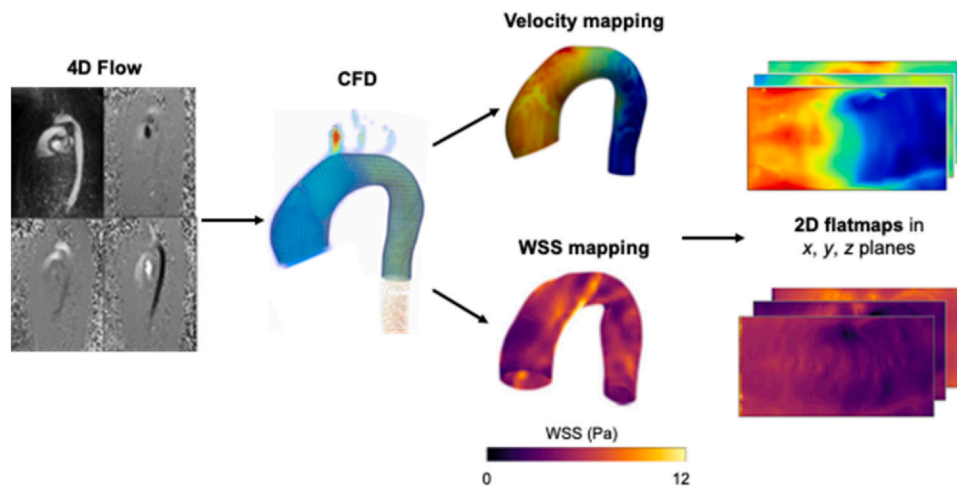 4D Flow
CFD
Velocity mapping
WSS mapping
2D flatmaps in
x, y, z planes
WSS (Pa)
0
12